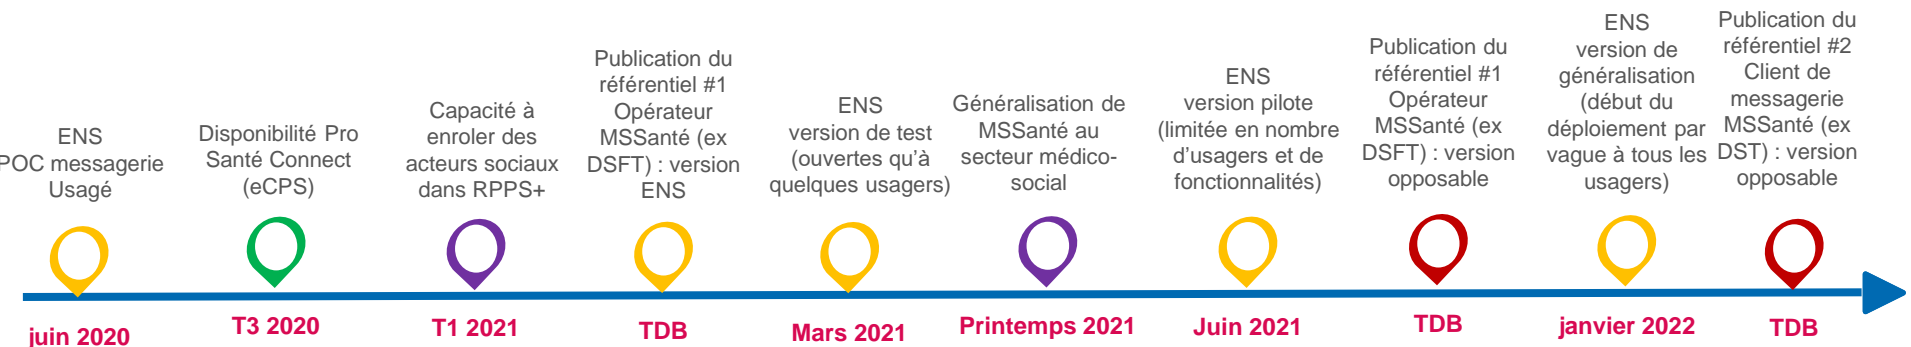 ENS
POC messagerie
Usagé
juin 2020
Disponibilité Pro
Santé Connect
(eCPS)
T3 2020
Capacité à
enroler des
acteurs sociaux
dans RPPS+
T1 2021
Publication du
référentiel #1
Opérateur
MSSanté (ex
DSFT) : version
ENS
TDB
ENS
version de test
(ouvertes qu'à
quelques usagers)
Mars 2021
Généralisation de
MSSanté au
secteur médico-
social
Printemps 2021
ENS
version pilote
(limitée en nombre
d'usagers et de
fonctionnalités)
Juin 2021
Publication du
référentiel #1
Opérateur
MSSanté (ex
DSFT) : version
opposable
TDB
ENS
version de
généralisation
(début du
déploiement par
vague à tous les
usagers)
janvier 2022
Publication du
référentiel #2
Client de
messagerie
MSSanté (ex
DST) : version
opposable
TDB